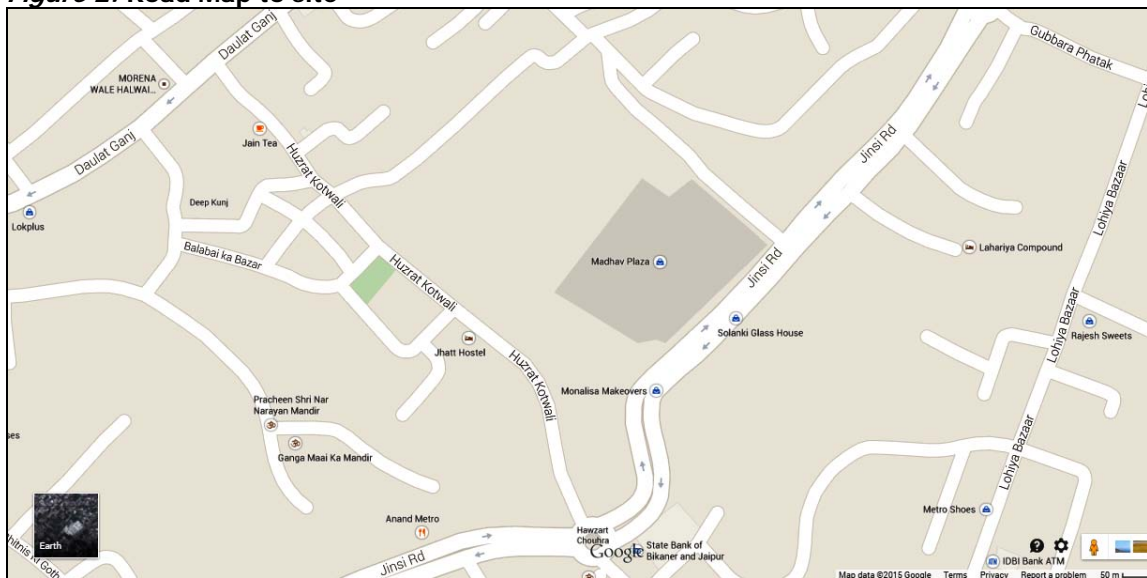 Figure 2: Road Map to site
Gubbara Phatak
Daulat Ganj
MORENA
WALE HALWAI...
Jain Tea
Daulat Ganj
Huzrat Kotwali
Jinsi Rd
Lohiya Bazaar
Deep Kunj
Lokplus
Balabai ka Bazar
Huzrat Kotwali
Madhav Plaza
Jinsi Rd
Lahariya Compound
Solanki Glass House
Lohiya Bazaar
Rajesh Sweets
Jhatt Hostel
Huzrat Kotwali
Monalisa Makeovers
Pracheen Shri Nar
Narayan Mandir
Ganga Maai Ka Mandir
Lohiya Bazaar
Metro Shoes
Anand Metro
Hawzart
Chouhra
Google
State Bank of
Bikaner and Jaipur
Jinsi Rd
Earth
IDBI Bank ATM
Map data ©2015 Google Terms Privacy Report a problem 50 m